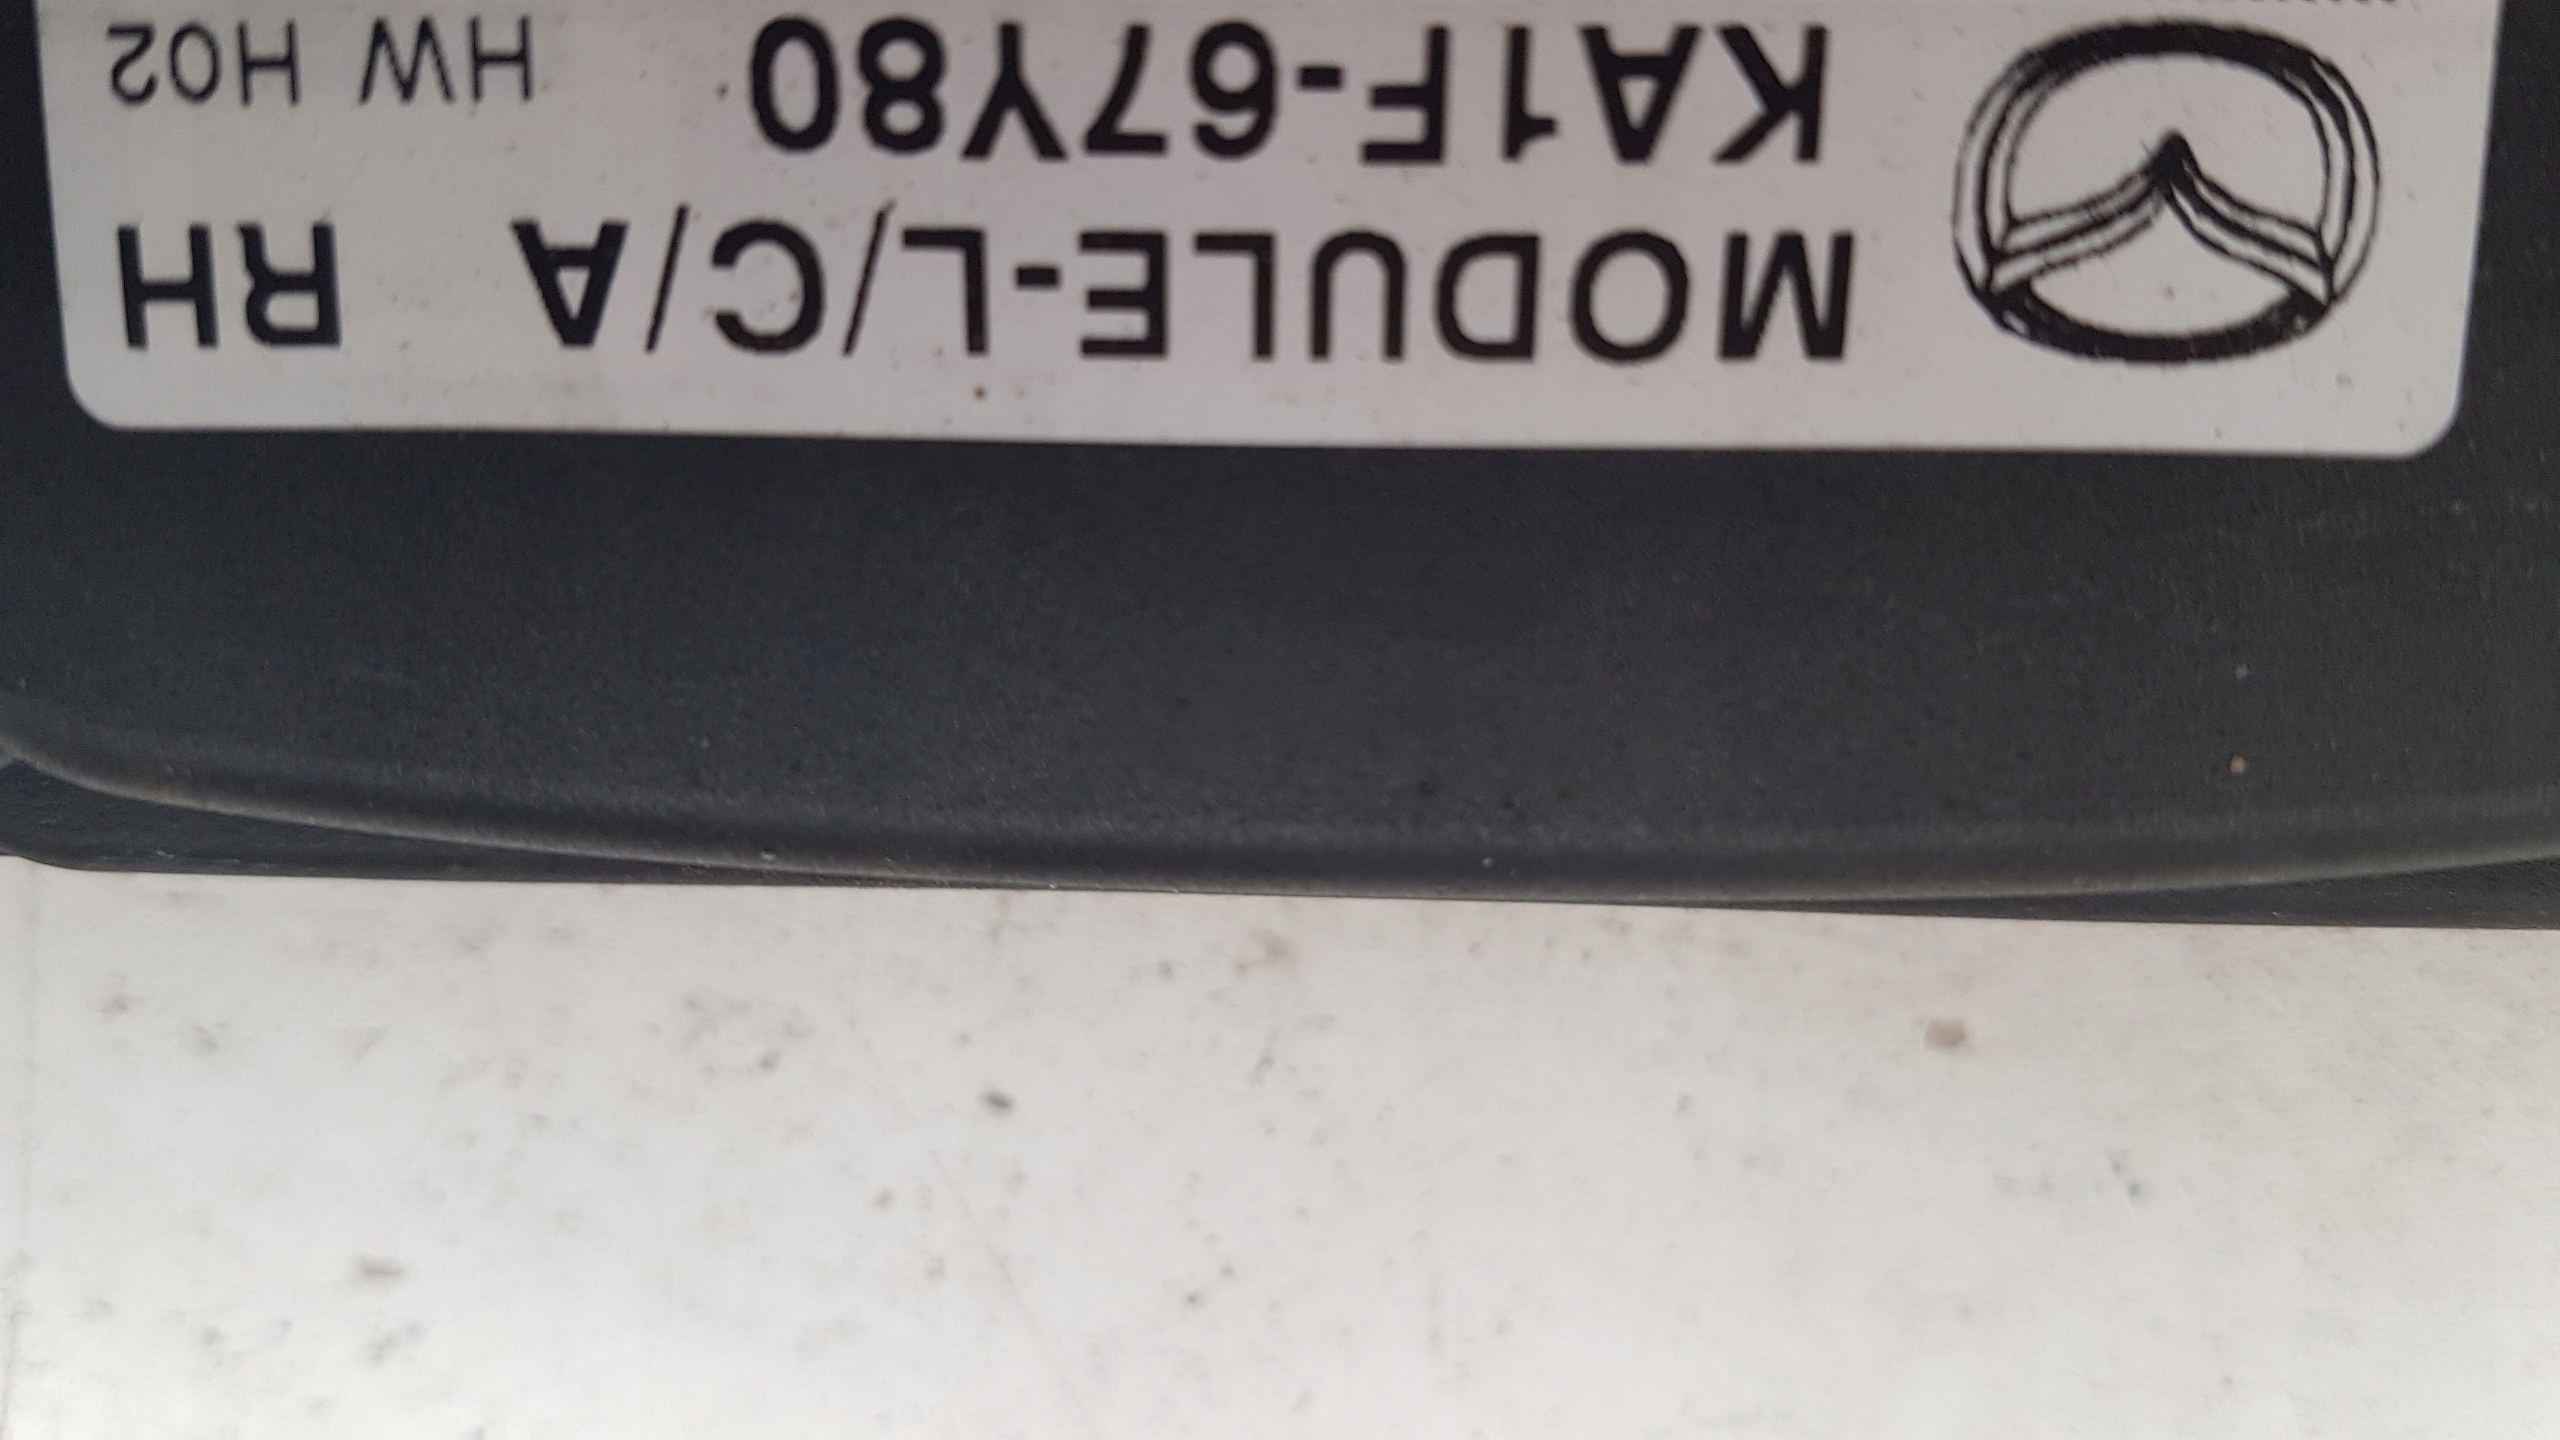 MODULE-L/C/A RH
KA1F-67Y80 HW H02